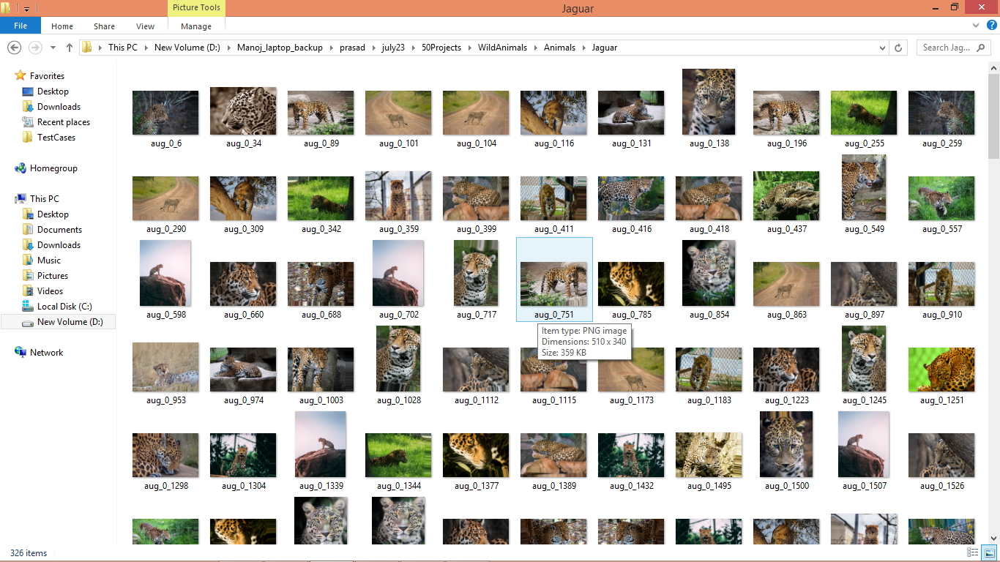 Picture Tools
Jaguar
File
Home
Share
View
Manage
This PC
New Volume (D:)
Manoj_laptop_backup
prasad
july23
50Projects
WildAnimals
Animals
Jaguar
Search Jag...
Favorites
Desktop
Downloads
Recent places
TestCases
Homegroup
This PC
Desktop
Documents
Downloads
Music
Pictures
Videos
Local Disk (C:)
New Volume (D:)
Network
aug_0_6 aug_0_34 aug_0_89 aug_0_101 aug_0_104 aug_0_116 aug_0_131 aug_0_138 aug_0_196 aug_0_255 aug_0_259
aug_0_290 aug_0_309 aug_0_342 aug_0_359 aug_0_399 aug_0_411 aug_0_416 aug_0_418 aug_0_437 aug_0_549 aug_0_557
aug_0_598 aug_0_660 aug_0_688 aug_0_702 aug_0_717 aug_0_751 aug_0_785 aug_0_854 aug_0_863 aug_0_897 aug_0_910
Item type: PNG image
Dimensions: 510 x 340
Size: 359 KB
aug_0_953 aug_0_974 aug_0_1003 aug_0_1028 aug_0_1112 aug_0_1115 aug_0_1173 aug_0_1183 aug_0_1223 aug_0_1245 aug_0_1251
aug_0_1298 aug_0_1304 aug_0_1339 aug_0_1344 aug_0_1377 aug_0_1389 aug_0_1432 aug_0_1495 aug_0_1500 aug_0_1507 aug_0_1526
326 items